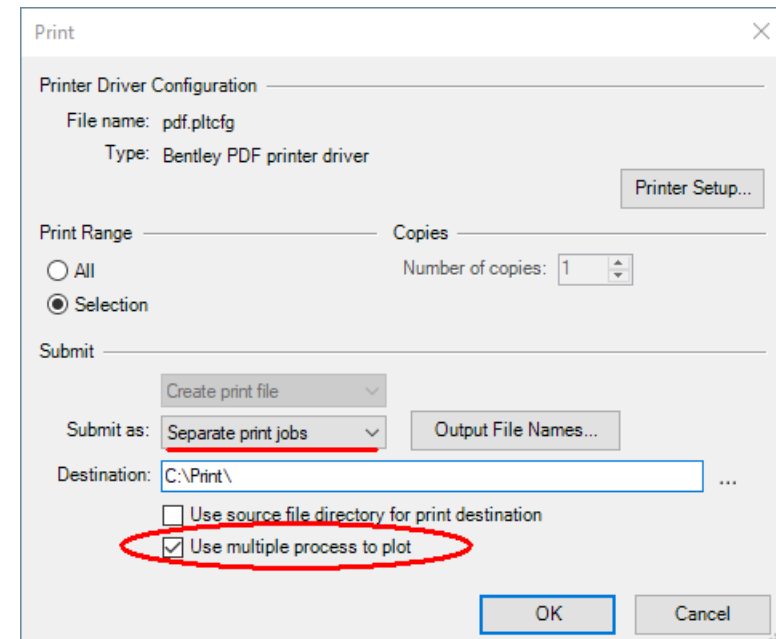 Print
Printer Driver Configuration
File name: pdf.pltcfg
Type: Bentley PDF printer driver
Printer Setup...
Print Range
Copies
All
Number of copies: 1
Selection
Submit
Create print file
Submit as: Separate print jobs
Output File Names...
Destination: C:\Print\
...
Use source file directory for print destination
Use multiple process to plot
OK
Cancel